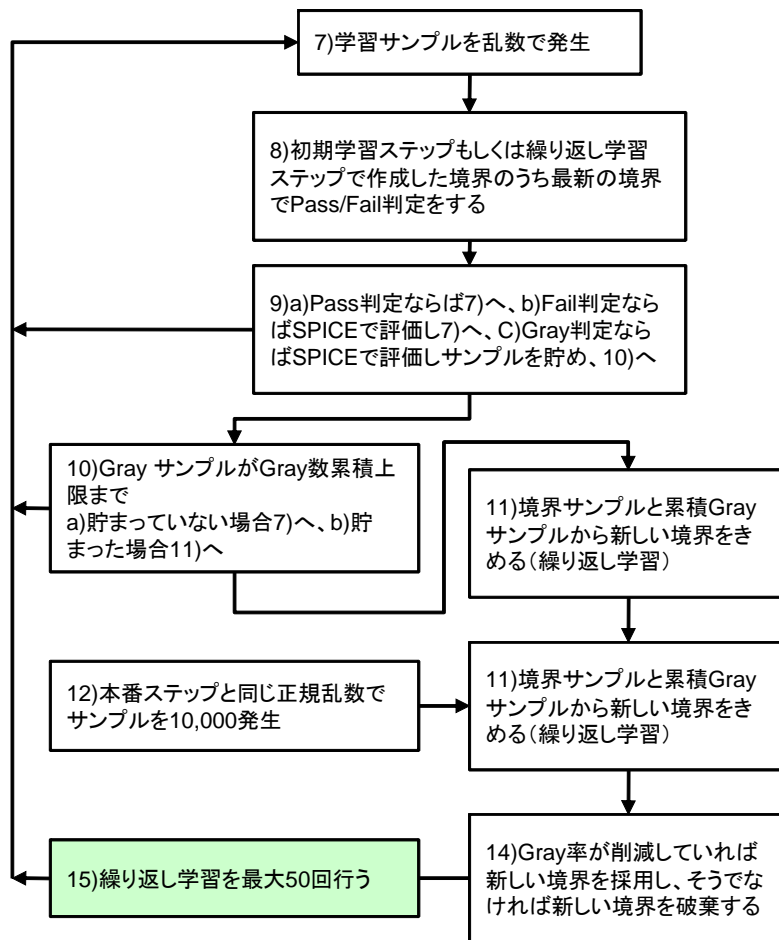 7)学習サンプルを乱数で発生
8)初期学習ステップもしくは繰り返し学習
ステップで作成した境界のうち最新の境界
でPass/Fail判定をする
9)a)Pass判定ならば7)へ、b)Fail判定なら
ばSPICEで評価し7)へ、C)Gray判定なら
ばSPICEで評価しサンプルを貯め、10)へ
10)Gray サンプルがGray数累積上
限まで
a)貯まっていない場合7)へ、b)貯
まった場合11)へ
11)境界サンプルと累積Gray
サンプルから新しい境界をき
める(繰り返し学習)
12)本番ステップと同じ正規乱数で
サンプルを10,000発生
11)境界サンプルと累積Gray
サンプルから新しい境界をき
める(繰り返し学習)
15)繰り返し学習を最大50回行う
14)Gray率が削減していれば
新しい境界を採用し、そうでな
ければ新しい境界を破棄する